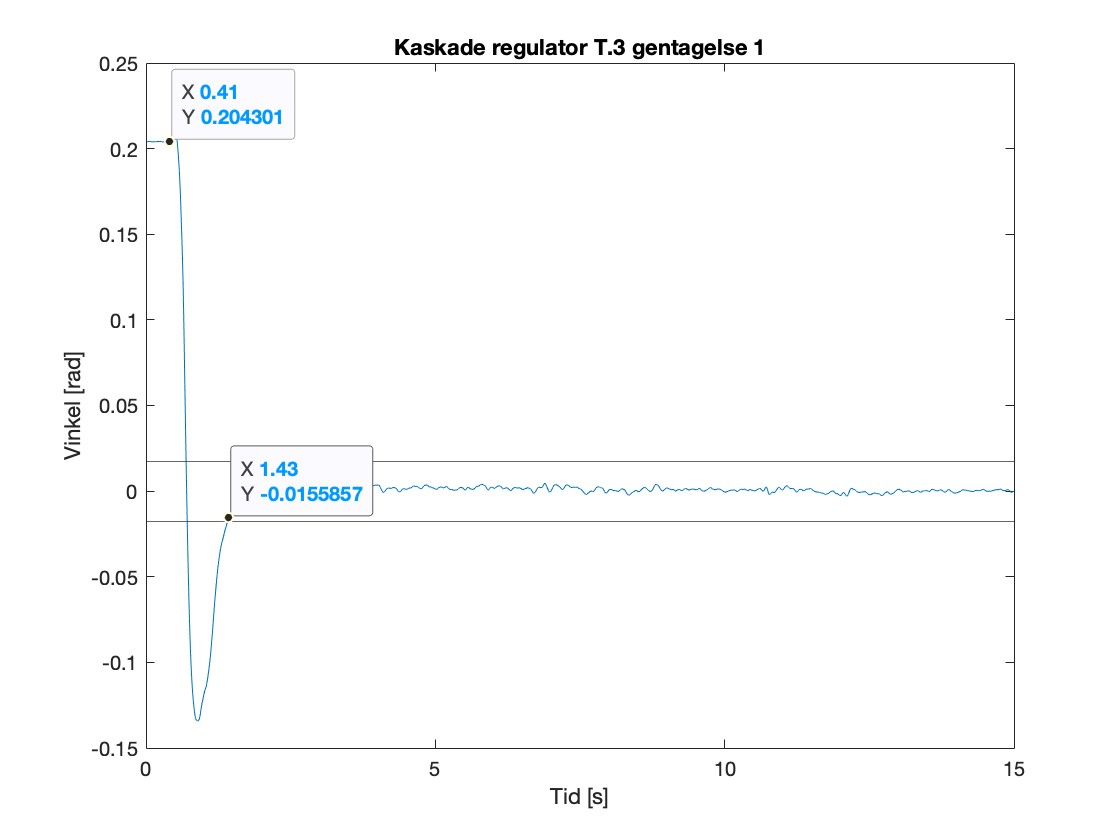 Kaskade regulator T.3 gentagelse 1
0.25
X 0.41
Y 0.204301
0.2
0.15
0.1
0.05
X 1.43
Y -0.0155857
0
-0.05
-0.1
-0.15
Vinkel [rad]
0 5 10 15
Tid [s]